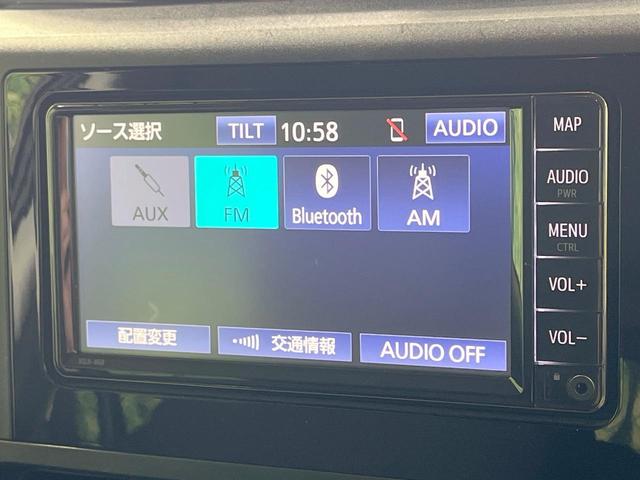 ソース選択 TILT 10:58 AUDIO
AUX FM Bluetooth AM
配置変更 交通情報 AUDIO OFF
MAP
AUDIO
PWR
MENU
CTRL
VOL+
VOL−